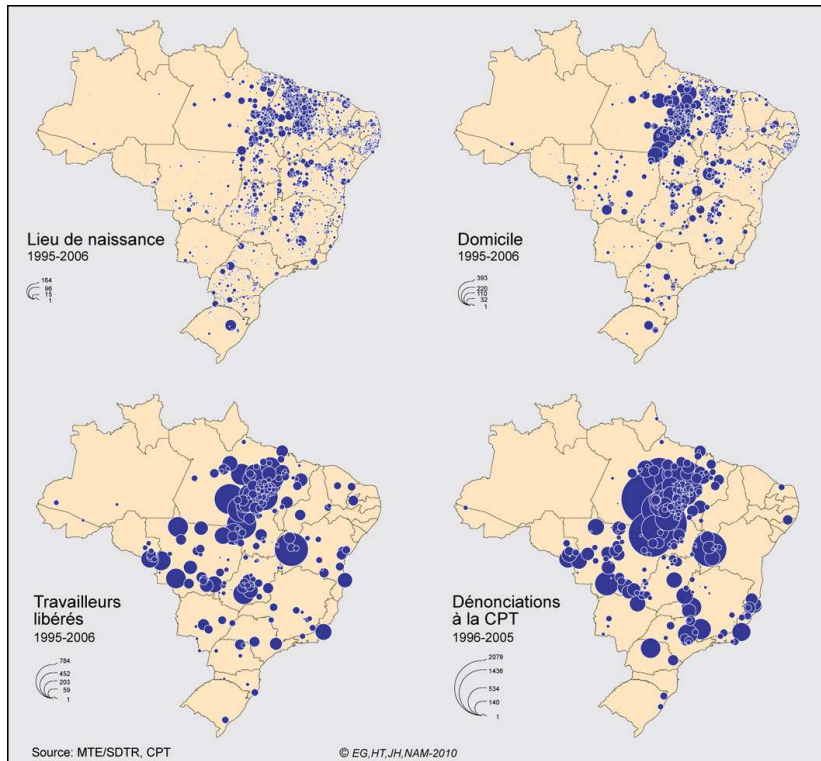 Lieu de naissance
1995-2006
164
96
15
1
Domicile
1995-2006
393
220
110
32
1
Travailleurs
libérés
1995-2006
784
452
203
59
1
Dénonciations
à la CPT
1996-2005
2079
1436
534
140
1
Source: MTE/SDTR, CPT
© EG,HT,JH,NAM-2010